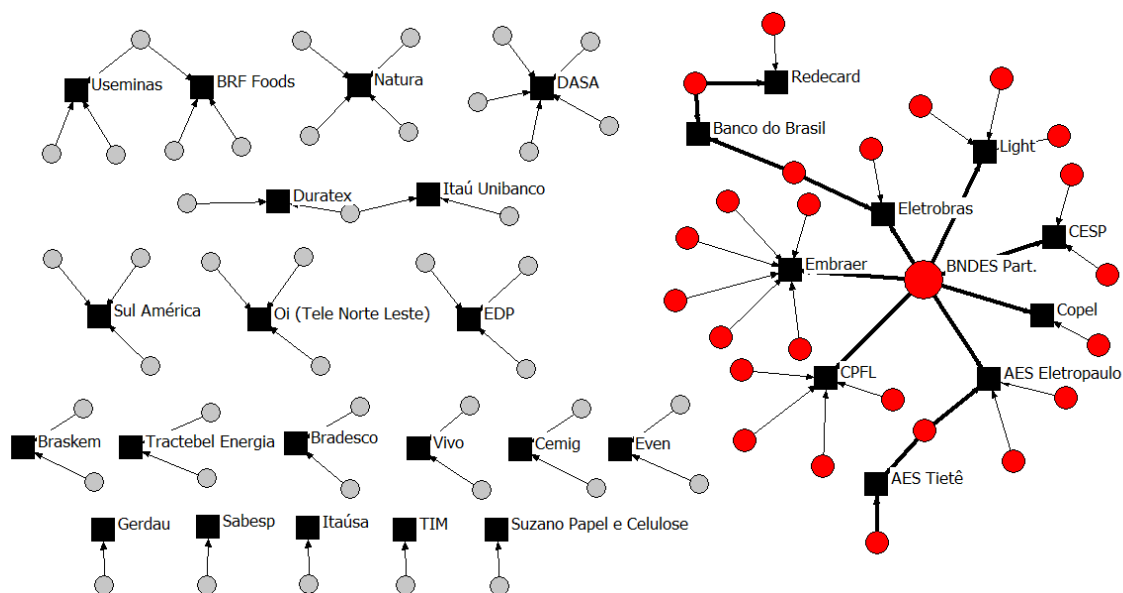 Useminas
BRF Foods
Natura
DASA
Redecard
Banco do Brasil
Light
Duratex
Itaú Unibanco
Eletrobras
CESP
Embraer
BNDES Part.
Sul América
Oi (Tele Norte Leste)
EDP
Copel
CPFL
AES Eletropaulo
Braskem
Tractebel Energia
Bradesco
Vivo
Cemig
Even
AES Tietê
Gerdau
Sabesp
Itaúsa
TIM
Suzano Papel e Celulose